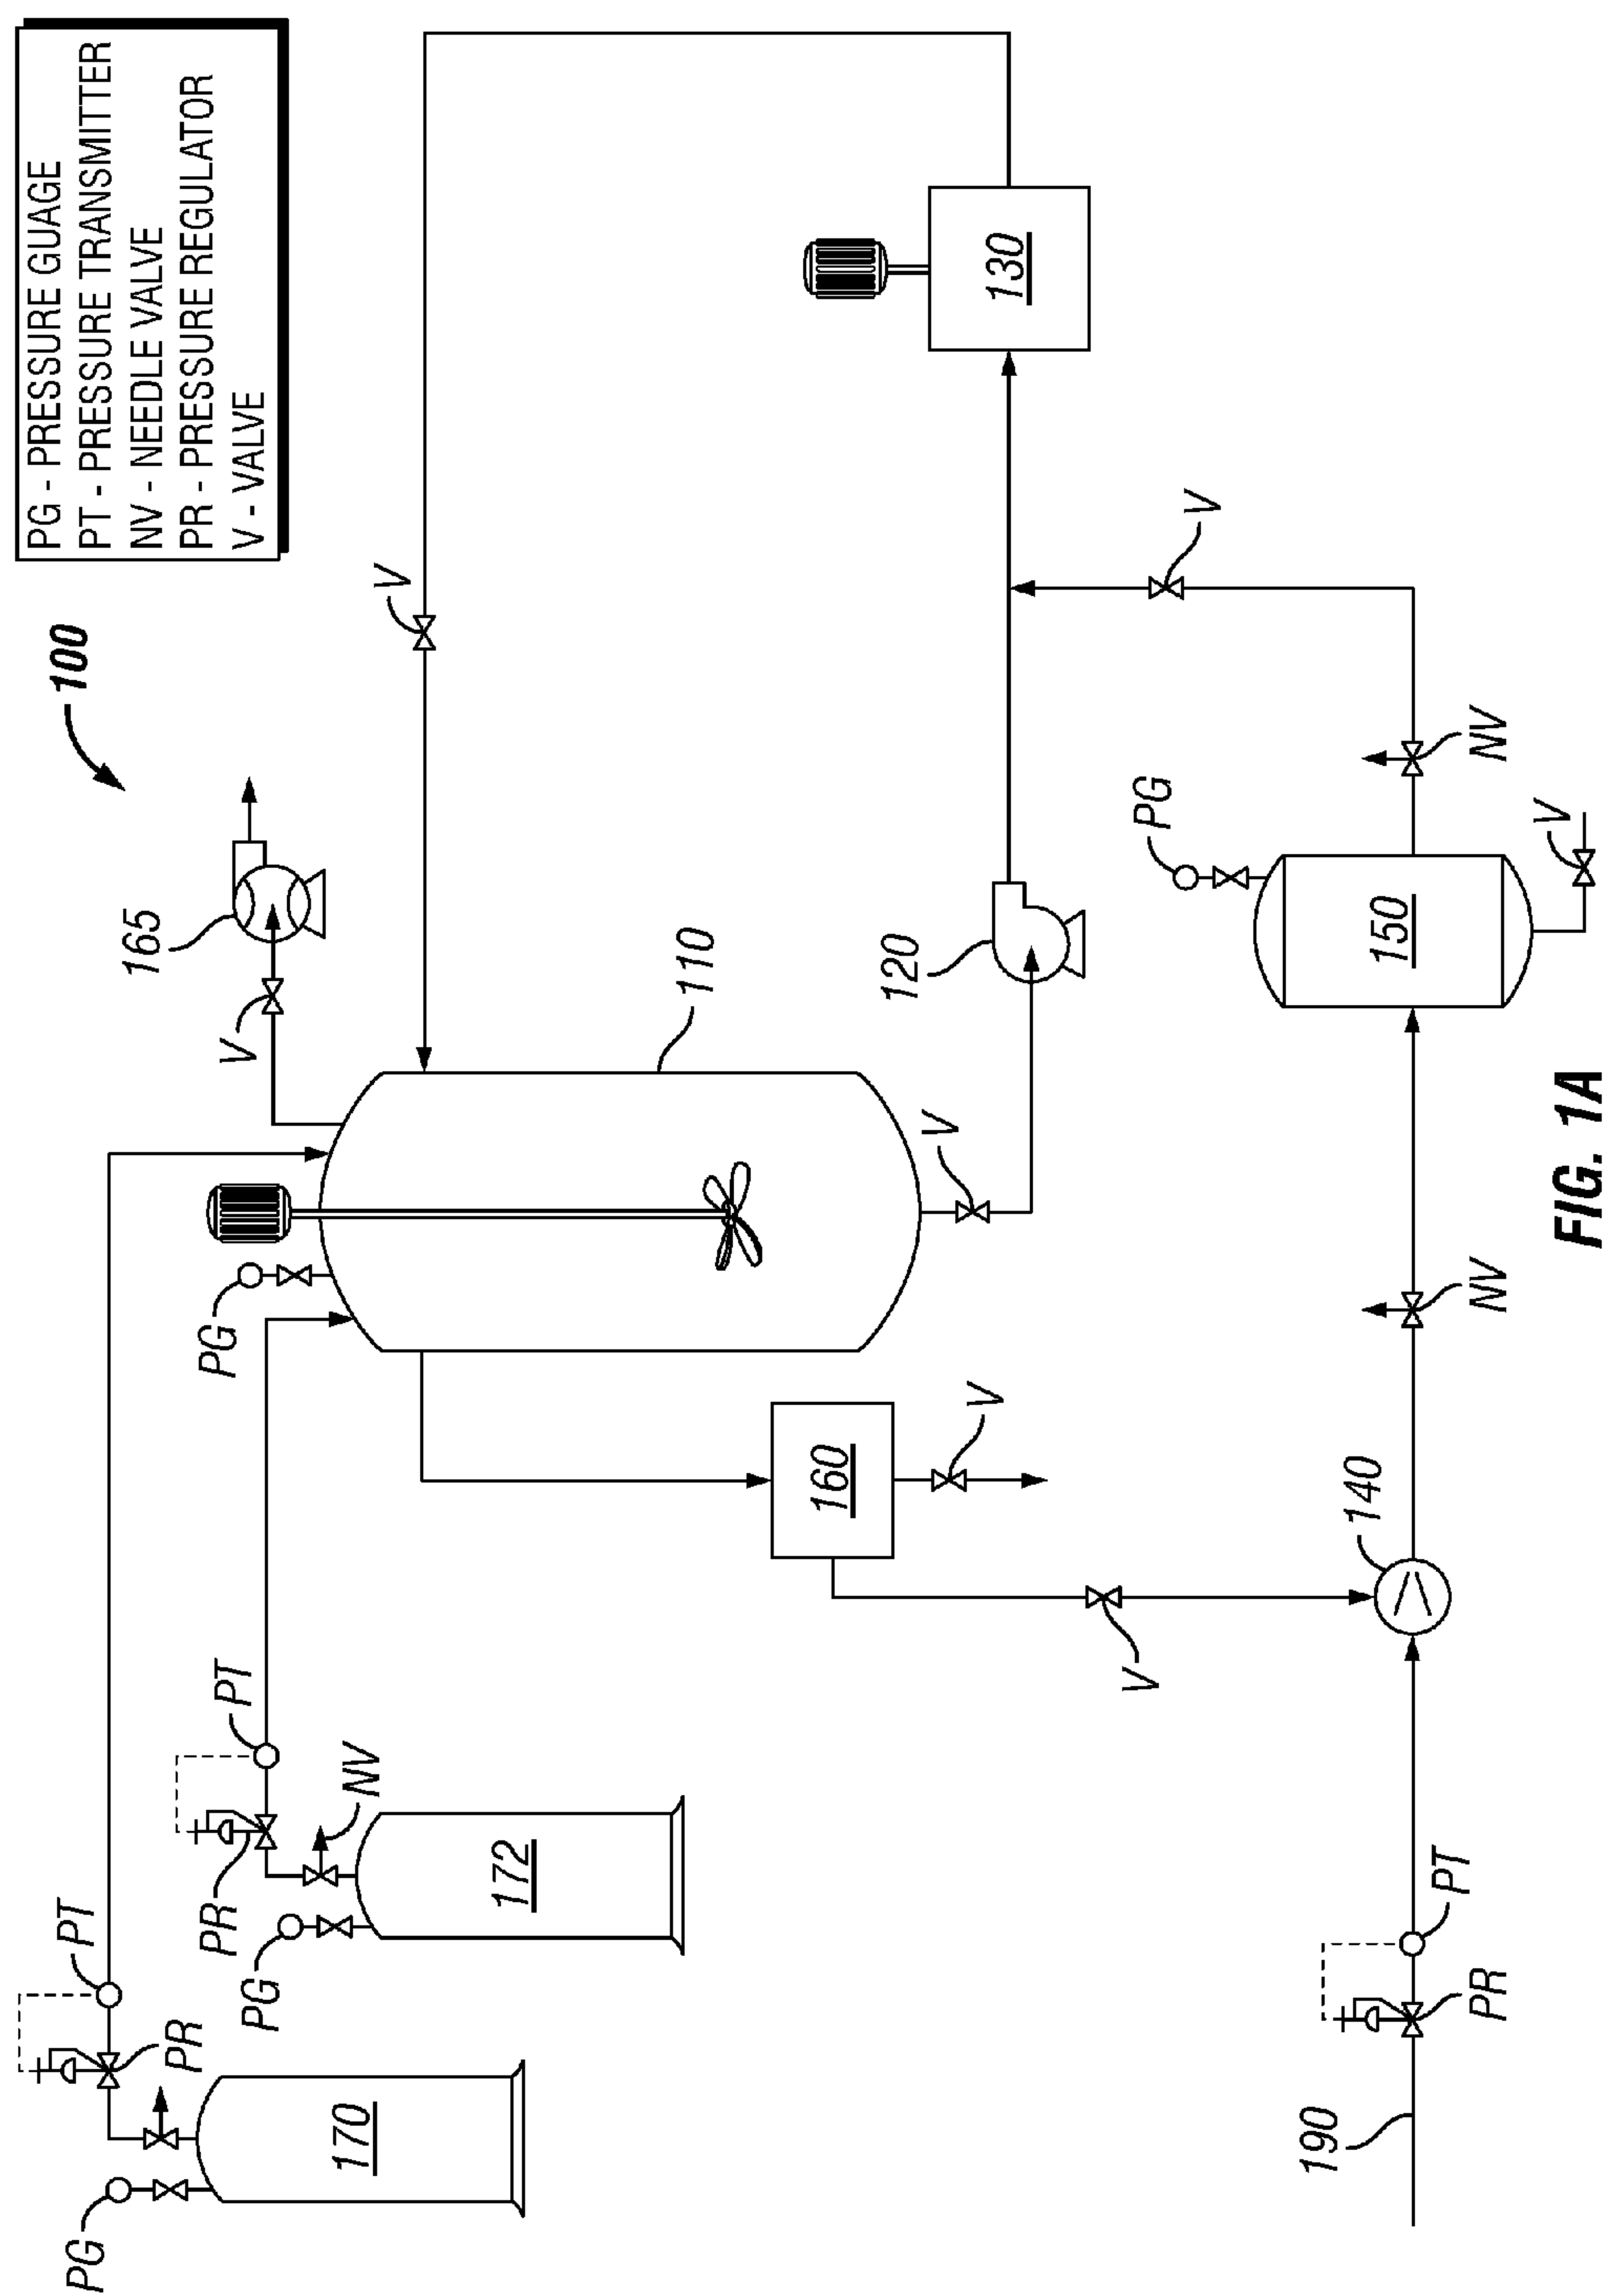 PG - PRESSURE GUAGE
PT - PRESSURE TRANSMITTER
NV - NEEDLE VALVE
PR - PRESSURE REGULATOR
V - VALVE
100
165
V
V
PG
PT
PR
PG
170
PT
PR
NV
PG
172
110
120
V
130
160
V
V
V
PG
150
V
NV
NV
140
PT
PR
190
FIG. 1A